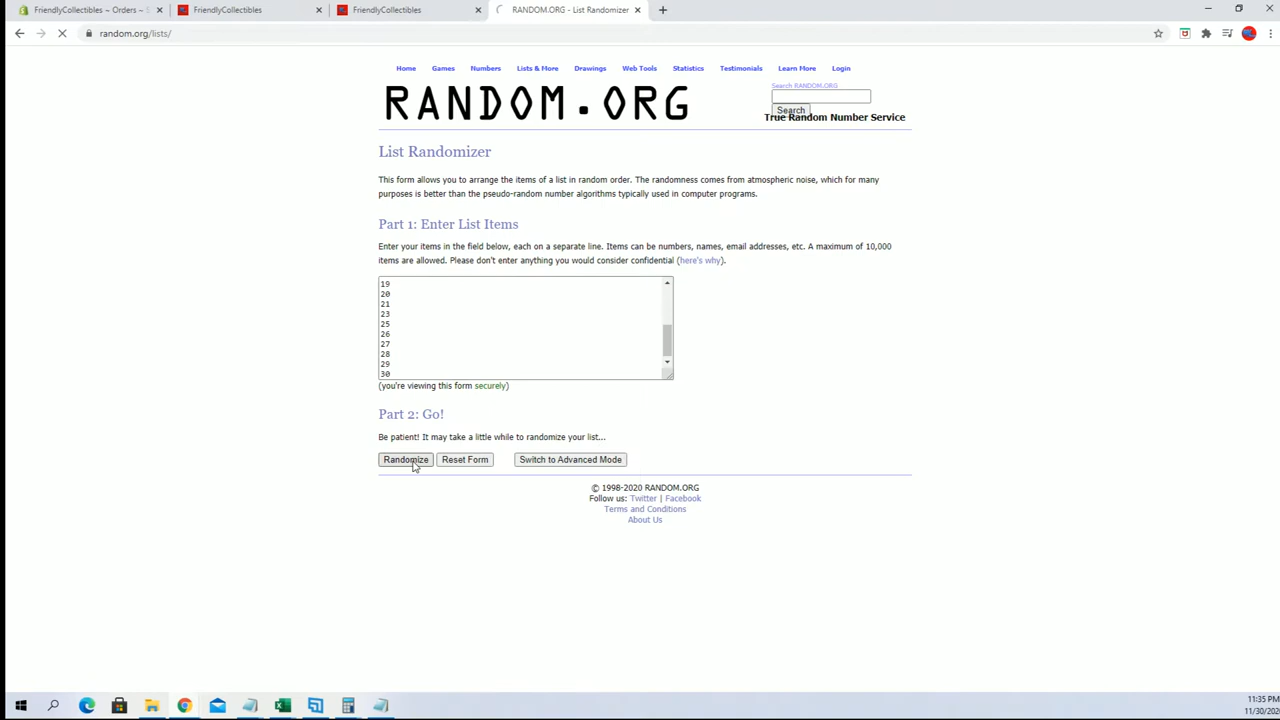 FriendlyCollectibles ~ Orders ~
FriendlyCollectibles
FriendlyCollectibles
RANDOM.ORG - List Randomizer
random.org/lists/
Home Games Numbers Lists & More Drawings Web Tools Statistics Testimonials Learn More Login
Search RANDOM.ORG
RANDOM.ORG
Search
True Random Number Service
List Randomizer
This form allows you to arrange the items of a list in random order. The randomness comes from atmospheric noise, which for many
purposes is better than the pseudo-random number algorithms typically used in computer programs.
Part 1: Enter List Items
Enter your items in the field below, each on a separate line. Items can be numbers, names, email addresses, etc. A maximum of 10,000
items are allowed. Please don't enter anything you would consider confidential (here's why).
19
20
21
23
25
26
27
28
29
30
(you're viewing this form securely)
Part 2: Go!
Be patient! It may take a little while to randomize your list...
Randomize Reset Form Switch to Advanced Mode
© 1998-2020 RANDOM.ORG
Follow us: Twitter | Facebook
Terms and Conditions
About Us
11:35 PM
11/30/202